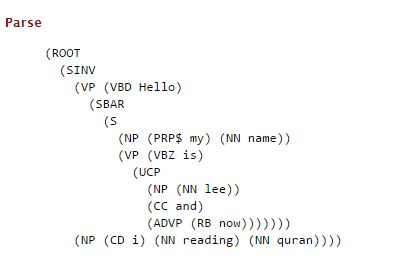 Parse
(ROOT
(SINV
(VP (VBD Hello)
(SBAR
(S
(NP (PRP$ my) (NN name))
(VP (VBZ is)
(UCP
(NP (NN lee))
(CC and)
(ADVP (RB now)))))))
(NP (CD i) (NN reading) (NN quran))))